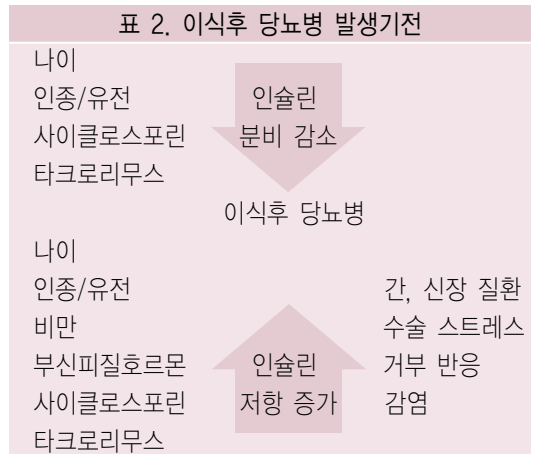 표 2. 이식후 당뇨병 발생기전
나이
인종/유전 인슐린
사이클로스포린 분비 감소
타크로리무스
이식후 당뇨병
나이
인종/유전 간, 신장 질환
비만 수술 스트레스
부신피질호르몬 인슐린 거부 반응
사이클로스포린 저항 증가 감염
타크로리무스